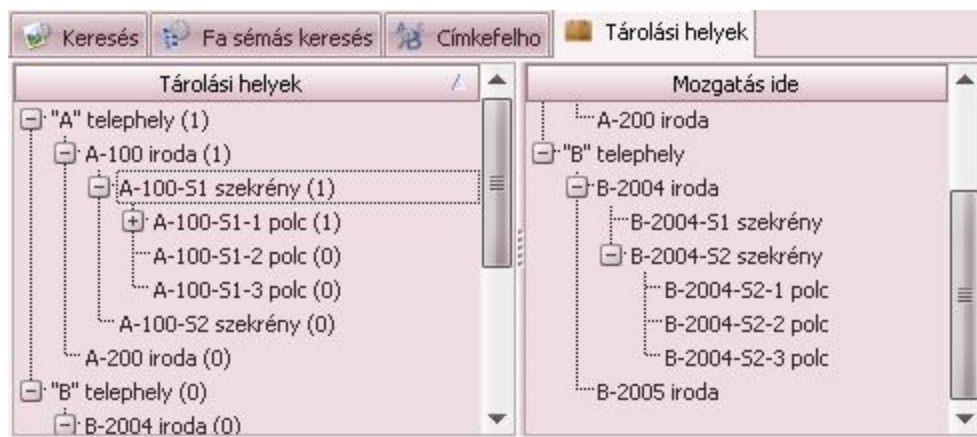 Keresés Fa sémás keresés Címkefelho Tárolási helyek
Tárolási helyek
"A" telephely (1)
A-100 iroda (1)
A-100-S1 szekrény (1)
A-100-S1-1 polc (1)
A-100-S1-2 polc (0)
A-100-S1-3 polc (0)
A-100-S2 szekrény (0)
A-200 iroda (0)
"B" telephely (0)
B-2004 iroda (0)
Mozgatás ide
A-200 iroda
"B" telephely
B-2004 iroda
B-2004-S1 szekrény
B-2004-S2 szekrény
B-2004-S2-1 polc
B-2004-S2-2 polc
B-2004-S2-3 polc
B-2005 iroda